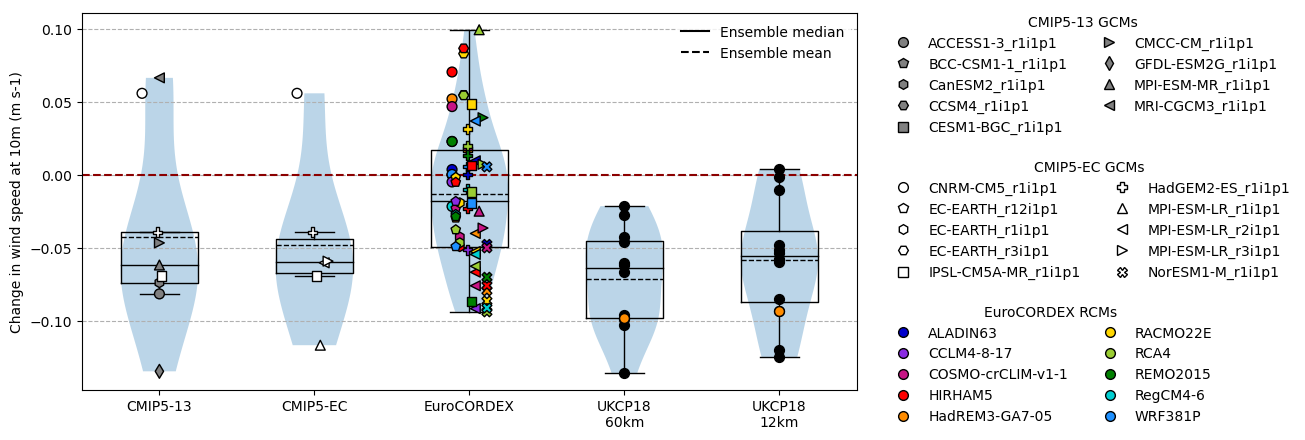 Change in wind speed at 10m (m s-1)
0.10
0.05
0.00
−0.05
−0.10
Ensemble median
Ensemble mean
CMIP5-13
CMIP5-EC
EuroCORDEX
UKCP18
60km
UKCP18
12km
CMIP5-13 GCMs
ACCESS1-3_r1i1p1
BCC-CSM1-1_r1i1p1
CanESM2_r1i1p1
CCSM4_r1i1p1
CESM1-BGC_r1i1p1
CMCC-CM_r1i1p1
GFDL-ESM2G_r1i1p1
MPI-ESM-MR_r1i1p1
MRI-CGCM3_r1i1p1
CMIP5-EC GCMs
CNRM-CM5_r1i1p1
EC-EARTH_r12i1p1
EC-EARTH_r1i1p1
EC-EARTH_r3i1p1
IPSL-CM5A-MR_r1i1p1
HadGEM2-ES_r1i1p1
MPI-ESM-LR_r1i1p1
MPI-ESM-LR_r2i1p1
MPI-ESM-LR_r3i1p1
NorESM1-M_r1i1p1
EuroCORDEX RCMs
ALADIN63
CCLM4-8-17
COSMO-crCLIM-v1-1
HIRHAM5
HadREM3-GA7-05
RACMO22E
RCA4
REMO2015
RegCM4-6
WRF381P